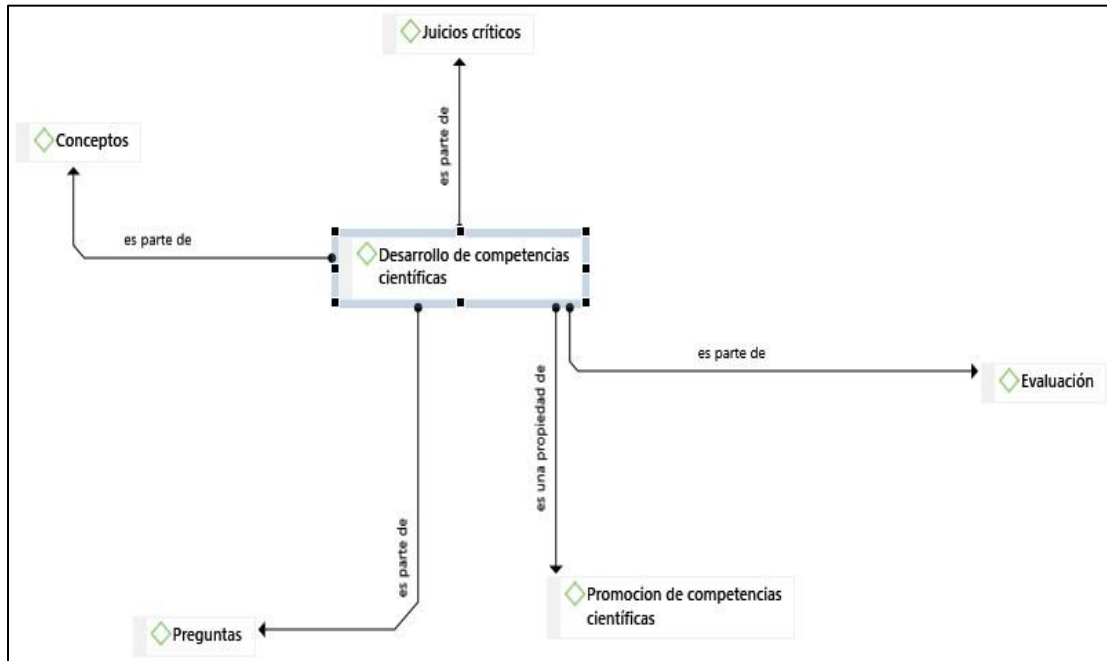 Juicios críticos
es parte de
Conceptos
es parte de
Desarrollo de competencias
científicas
es parte de
Evaluación
es una propiedad de
es parte de
Promocion de competencias
científicas
Preguntas